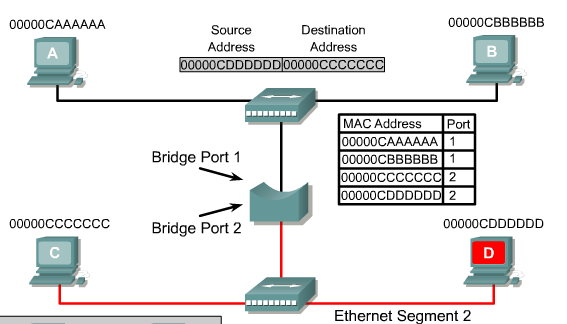 00000CAAAAAA
A
Source Address
Destination Address
00000CDDDDDD 00000CCCCCCC
00000CBBBBBB
B
MAC Address Port
00000CAAAAAA 1
00000CBBBBBB 1
00000CCCCCCC 2
00000CDDDDDD 2
Bridge Port 1
Bridge Port 2
00000CCCCCCC
C
00000CDDDDDD
D
Ethernet Segment 2